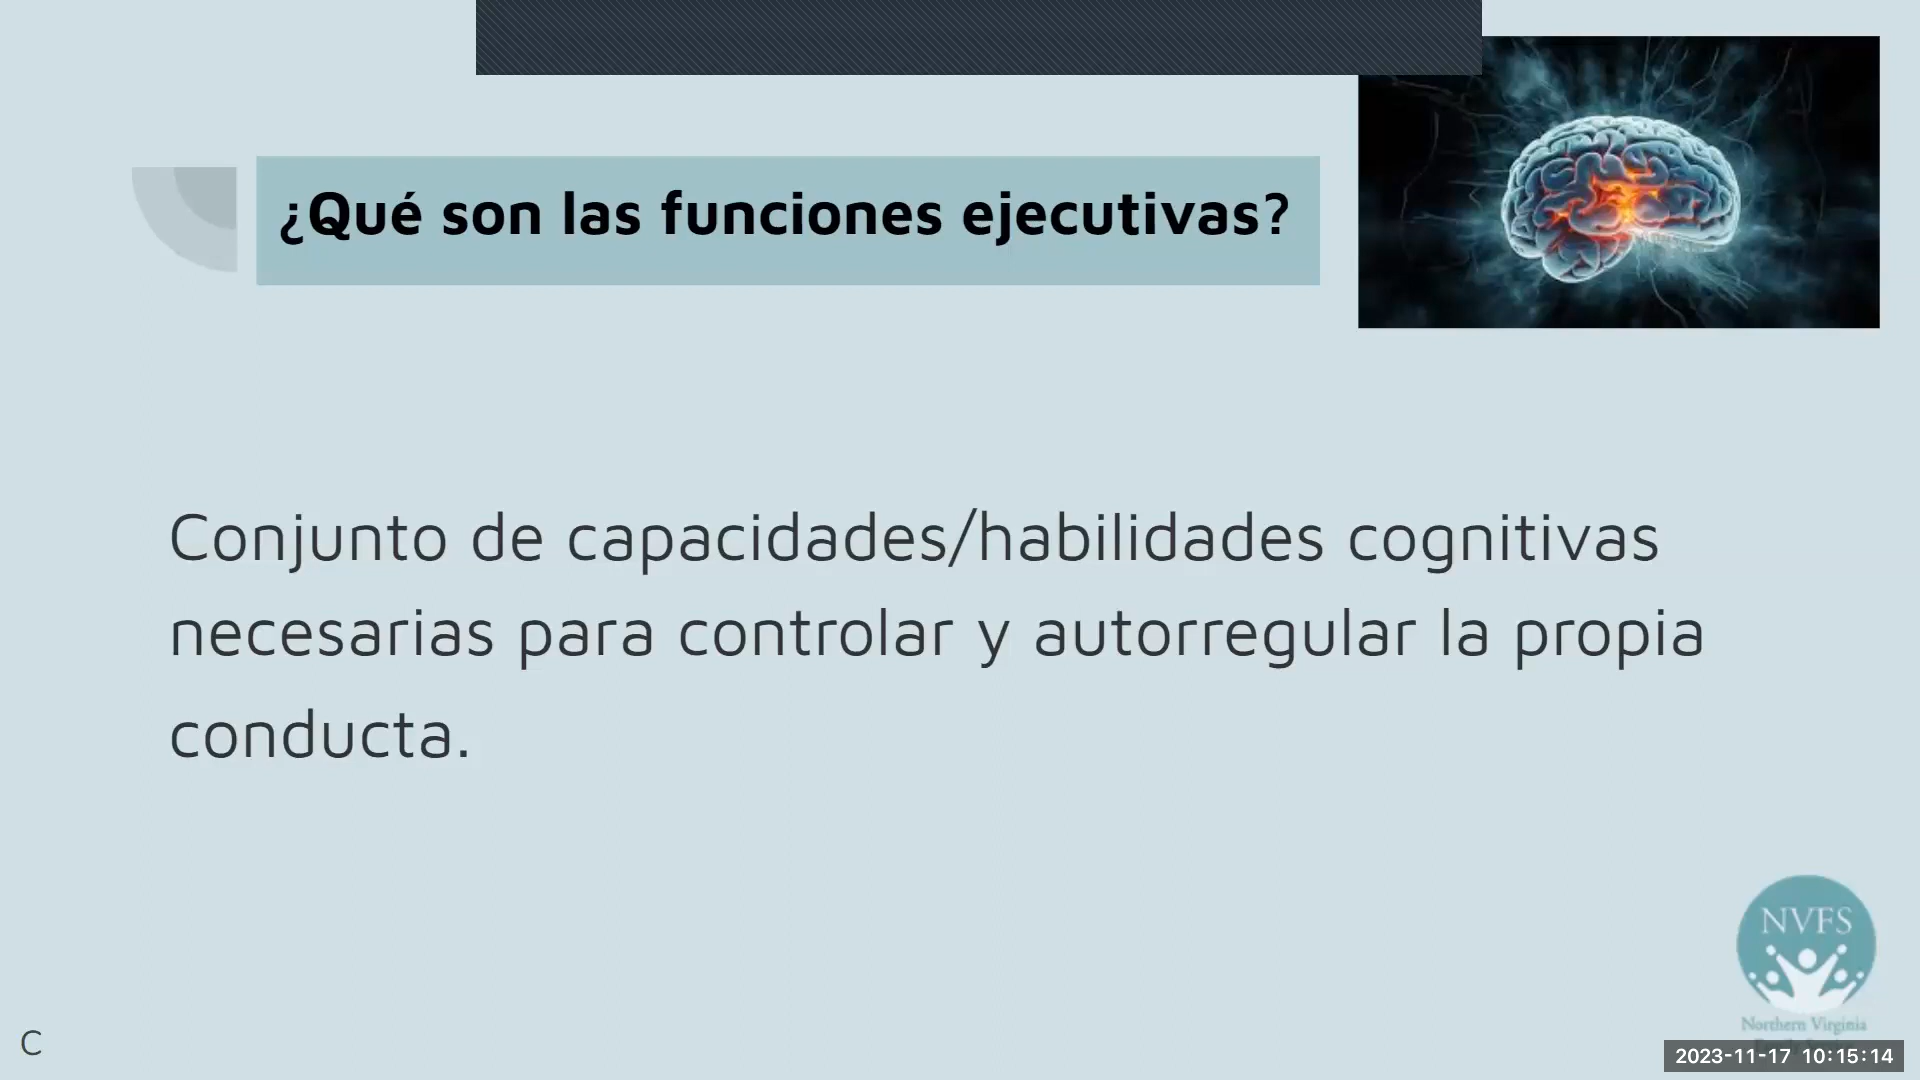 ¿Qué son las funciones ejecutivas?
Conjunto de capacidades/habilidades cognitivas
necesarias para controlar y autorregular la propia
conducta.
NVFS
Northern Virginia
C
2023-11-17 10:15:14